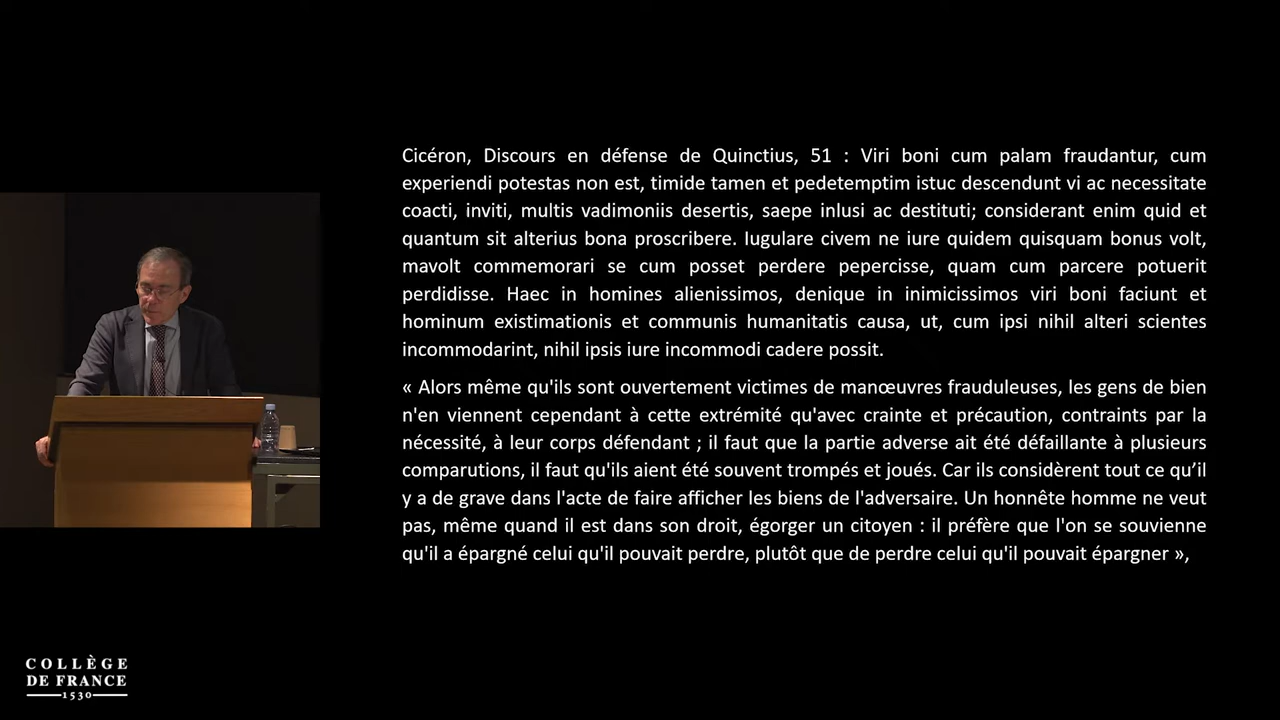 Cicéron, Discours en défense de Quinctius, 51 : Viri boni cum palam fraudantur, cum
experiendi potestas non est, timide tamen et pedetemptim istuc descendunt vi ac necessitate
coacti, inviti, multis vadimoniis desertis, saepe inlusi ac destituti; considerant enim quid et
quantum sit alterius bona proscribere. Iugulare civem ne iure quidem quisquam bonus volt,
mavolt commemorari se cum posset perdere pepercisse, quam cum parcere potuerit
perdidisse. Haec in homines alienissimos, denique in inimicissimos viri boni faciunt et
hominum existimationis et communis humanitatis causa, ut, cum ipsi nihil alteri scientes
incommodarint, nihil ipsis iure incommodi cadere possit.
« Alors même qu'ils sont ouvertement victimes de manœuvres frauduleuses, les gens de bien
n'en viennent cependant à cette extrémité qu'avec crainte et précaution, contraints par la
nécessité, à leur corps défendant ; il faut que la partie adverse ait été défaillante à plusieurs
comparutions, il faut qu'ils aient été souvent trompés et joués. Car ils considèrent tout ce qu’il
y a de grave dans l'acte de faire afficher les biens de l'adversaire. Un honnête homme ne veut
pas, même quand il est dans son droit, égorger un citoyen : il préfère que l'on se souvienne
qu'il a épargné celui qu'il pouvait perdre, plutôt que de perdre celui qu'il pouvait épargner »,
COLLÈGE
DE FRANCE
1530